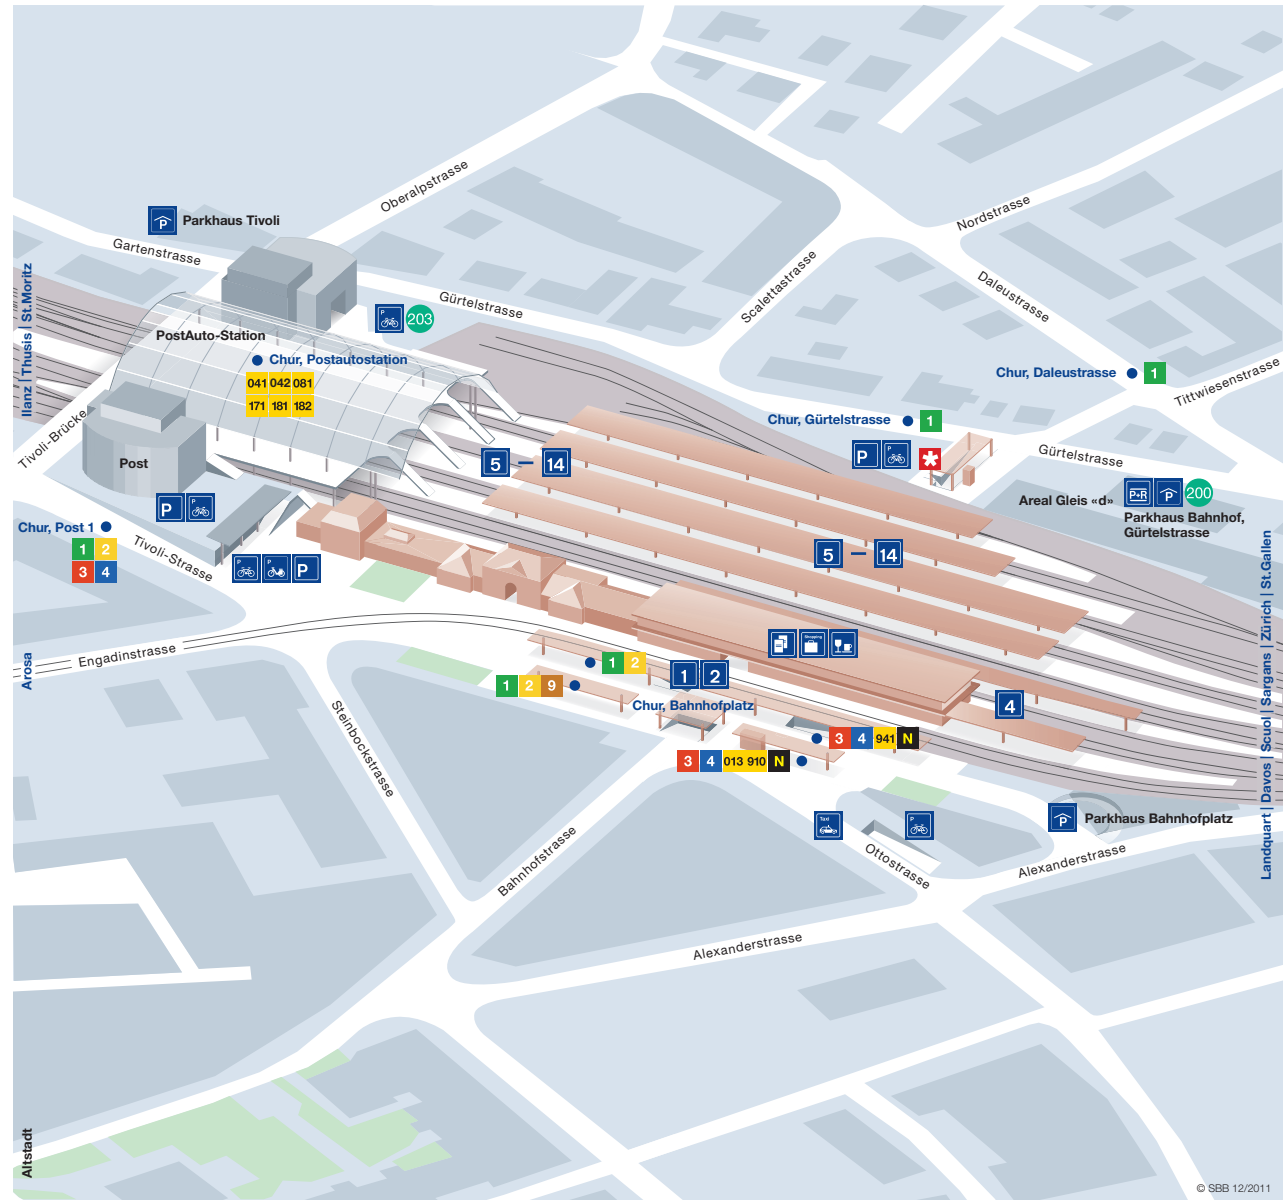 Oberalpstrasse
Nordstrasse
P
Parkhaus Tivoli
Gartenstrasse
Scalettastrasse
Daleustrasse
Gürtelstrasse
P
203
Ilanz | Thusis | St.Moritz
PostAuto-Station
Chur, Postautostation
041 042 081
171 181 182
Chur, Daleustrasse
1
Tittwiesenstrasse
Chur, Gürtelstrasse
1
Tivoli-Brücke
Post
5 – 14
P
P
*
Gürtelstrasse
Areal Gleis «d»
P+R
P
200
Parkhaus Bahnhof,
Gürtelstrasse
P
P
Chur, Post 1
1 2
3 4
Tivoli-Strasse
P
P
P
5 – 14
Landquart | Davos | Scuol | Sargans | Zürich | St.Gallen
Arosa
Engadinstrasse
Shopping
1 2
1 2
1 2 9
Chur, Bahnhofplatz
4
3 4 941 N
3 4 013 910 N
Steinbockstrasse
Bahnhofstrasse
Taxi
P
P
Parkhaus Bahnhofplatz
Ottostrasse
Alexanderstrasse
Alexanderstrasse
Altstadt
© SBB 12/2011